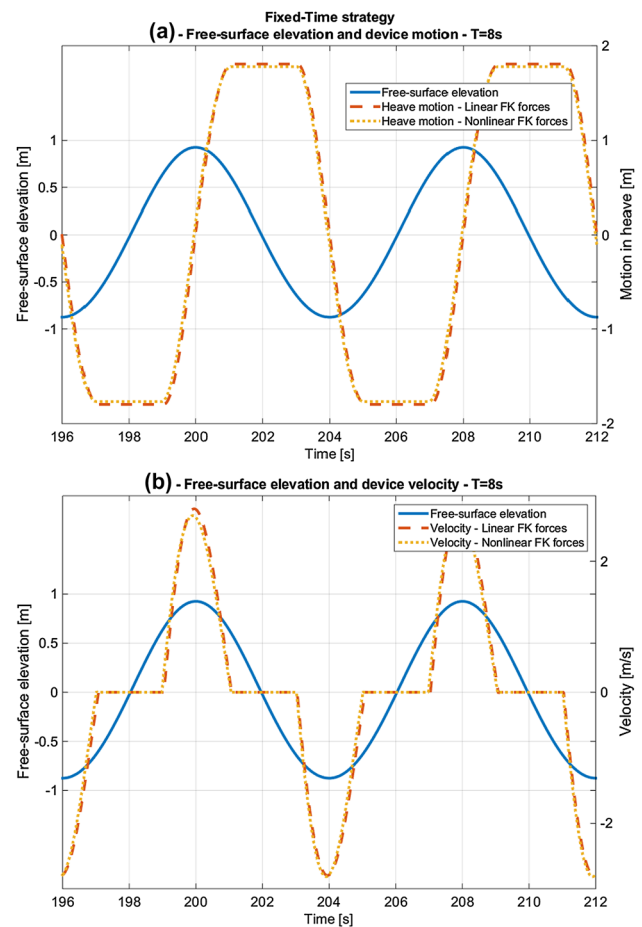 Fixed-Time strategy
(a) - Free-surface elevation and device motion - T=8s
Free-surface elevation
Heave motion - Linear FK forces
Heave motion - Nonlinear FK forces
Free-surface elevation [m]
1
0.5
0
-0.5
-1
Motion in heave [m]
2
1
0
-1
-2
196 198 200 202 204 206 208 210 212
Time [s]
(b) - Free-surface elevation and device velocity - T=8s
Free-surface elevation
Velocity - Linear FK forces
Velocity - Nonlinear FK forces
Free-surface elevation [m]
1
0.5
0
-0.5
-1
Velocity [m/s]
2
0
-2
196 198 200 202 204 206 208 210 212
Time [s]